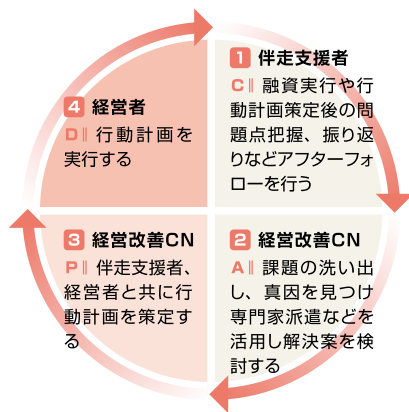 1 伴走支援者
C‖ 融資実行や行
動計画策定後の問
題点把握、振り返
りなどアフターフォ
ローを行う
2 経営改善CN
A‖ 課題の洗い出
し、真因を見つけ
専門家派遣などを
活用し解決案を検
討する
3 経営改善CN
P‖ 伴走支援者、
経営者と共に行
動計画を策定す
る
4 経営者
D‖ 行動計画を
実行する